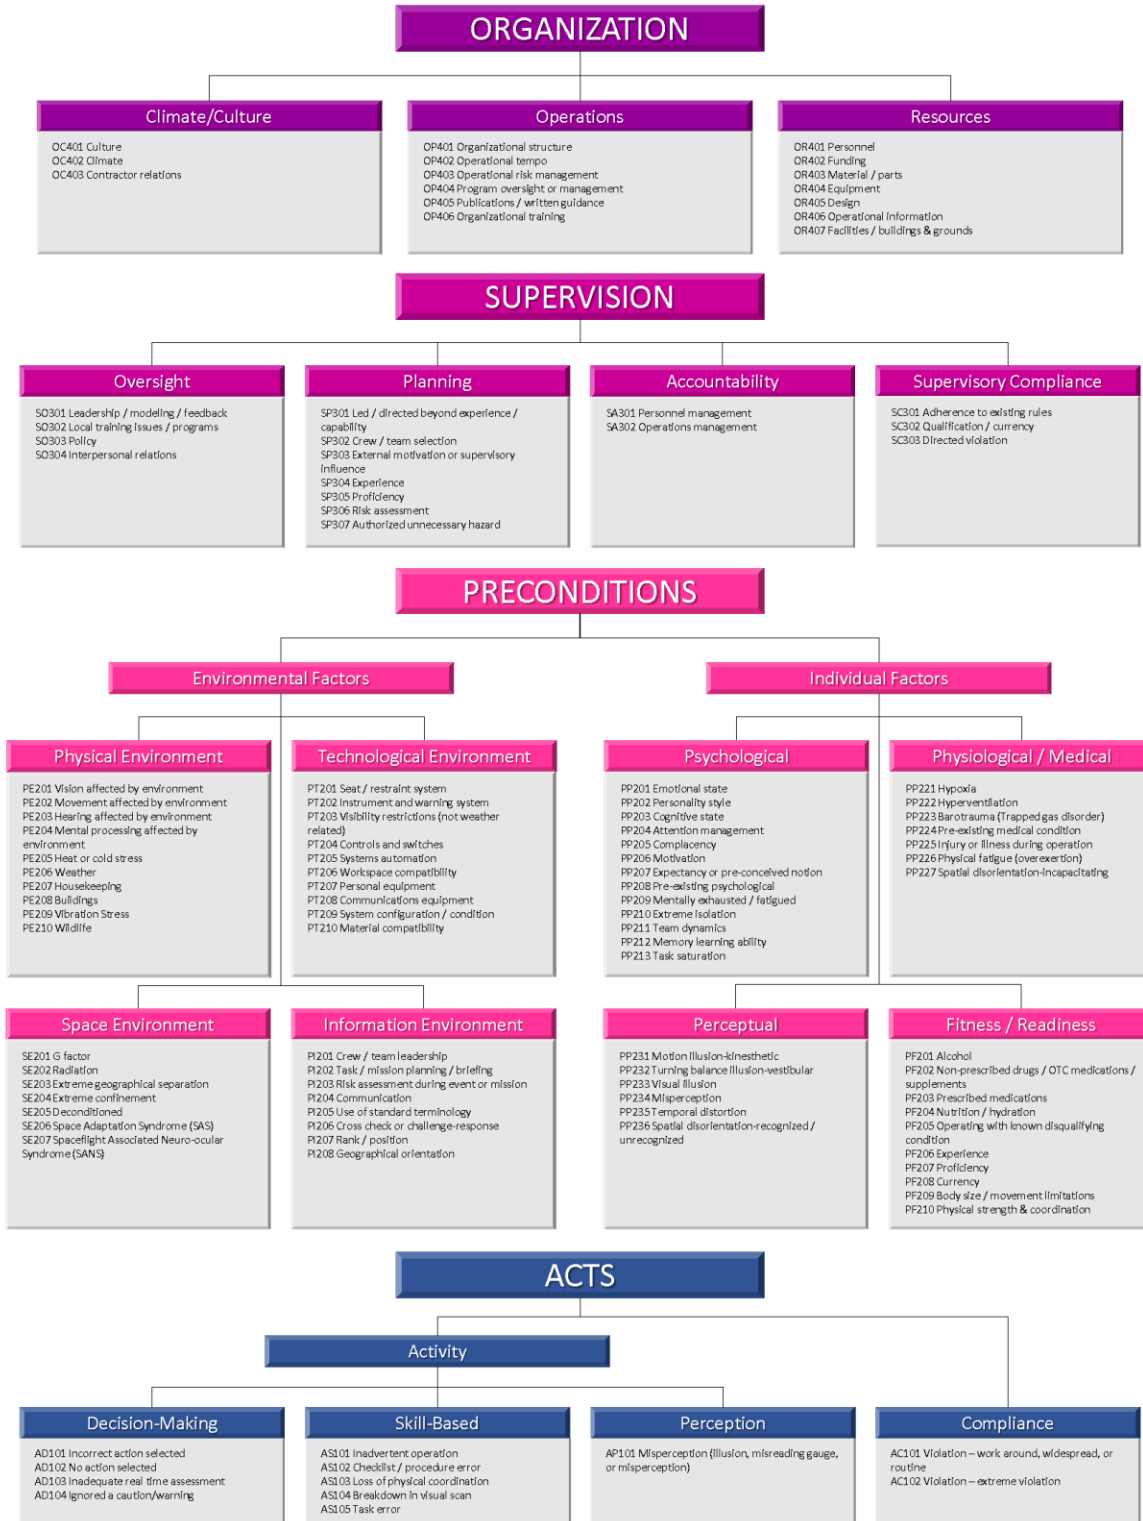 ORGANIZATION
Climate/Culture
OC401 Culture
OC402 Climate
OC403 Contractor relations
Operations
OP401 Organizational structure
OP402 Operational tempo
OP403 Operational risk management
OP404 Program oversight or management
OP405 Publications / written guidance
OP406 Organizational training
Resources
OR401 Personnel
OR402 Funding
OR403 Material / parts
OR404 Equipment
OR405 Design
OR406 Operational information
OR407 Facilities / buildings & grounds
SUPERVISION
Oversight
SO301 Leadership / modeling / feedback
SO302 Local training issues / programs
SO303 Policy
SO304 Interpersonal relations
Planning
SP301 Led / directed beyond experience /
capability
SP302 Crew / team selection
SP303 External motivation or supervisory
influence
SP304 Experience
SP305 Proficiency
SP306 Risk assessment
SP307 Authorized unnecessary hazard
Accountability
SA301 Personnel management
SA302 Operations management
Supervisory Compliance
SC301 Adherence to existing rules
SC302 Qualification / currency
SC303 Directed violation
PRECONDITIONS
Environmental Factors
Individual Factors
Physical Environment
PE201 Vision affected by environment
PE202 Movement affected by environment
PE203 Hearing affected by environment
PE204 Mental processing affected by
environment
PE205 Heat or cold stress
PE206 Weather
PE207 Housekeeping
PE208 Buildings
PE209 Vibration Stress
PE210 Wildlife
Technological Environment
PT201 Seat / restraint system
PT202 Instrument and warning system
PT203 Visibility restrictions (not weather
related)
PT204 Controls and switches
PT205 Systems automation
PT206 Workspace compatibility
PT207 Personal equipment
PT208 Communications equipment
PT209 System configuration / condition
PT210 Material compatibility
Psychological
PP201 Emotional state
PP202 Personality style
PP203 Cognitive state
PP204 Attention management
PP205 Complacency
PP206 Motivation
PP207 Expectancy or pre-conceived notion
PP208 Pre-existing psychological
PP209 Mentally exhausted / fatigued
PP210 Extreme isolation
PP211 Team dynamics
PP212 Memory learning ability
PP213 Task saturation
Physiological / Medical
PP221 Hypoxia
PP222 Hyperventilation
PP223 Barotrauma (Trapped gas disorder)
PP224 Pre-existing medical condition
PP225 Injury or illness during operation
PP226 Physical fatigue (overexertion)
PP227 Spatial disorientation-incapacitating
Space Environment
SE201 G factor
SE202 Radiation
SE203 Extreme geographical separation
SE204 Extreme confinement
SE205 Deconditioned
SE206 Space Adaptation Syndrome (SAS)
SE207 Spaceflight Associated Neuro-ocular
Syndrome (SANS)
Information Environment
PI201 Crew / team leadership
PI202 Task / mission planning / briefing
PI203 Risk assessment during event or mission
PI204 Communication
PI205 Use of standard terminology
PI206 Cross check or challenge-response
PI207 Rank / position
PI208 Geographical orientation
Perceptual
PP231 Motion illusion-kinesthetic
PP232 Turning balance illusion-vestibular
PP233 Visual illusion
PP234 Misperception
PP235 Temporal distortion
PP236 Spatial disorientation-recognized /
unrecognized
Fitness / Readiness
PF201 Alcohol
PF202 Non-prescribed drugs / OTC medications /
supplements
PF203 Prescribed medications
PF204 Nutrition / hydration
PF205 Operating with known disqualifying
condition
PF206 Experience
PF207 Proficiency
PF208 Currency
PF209 Body size / movement limitations
PF210 Physical strength & coordination
ACTS
Activity
Decision-Making
AD101 Incorrect action selected
AD102 No action selected
AD103 Inadequate real time assessment
AD104 Ignored a caution/warning
Skill-Based
AS101 Inadvertent operation
AS102 Checklist / procedure error
AS103 Loss of physical coordination
AS104 Breakdown in visual scan
AS105 Task error
Perception
AP101 Misperception (illusion, misreading gauge,
or misperception)
Compliance
AC101 Violation – work around, widespread, or
routine
AC102 Violation – extreme violation